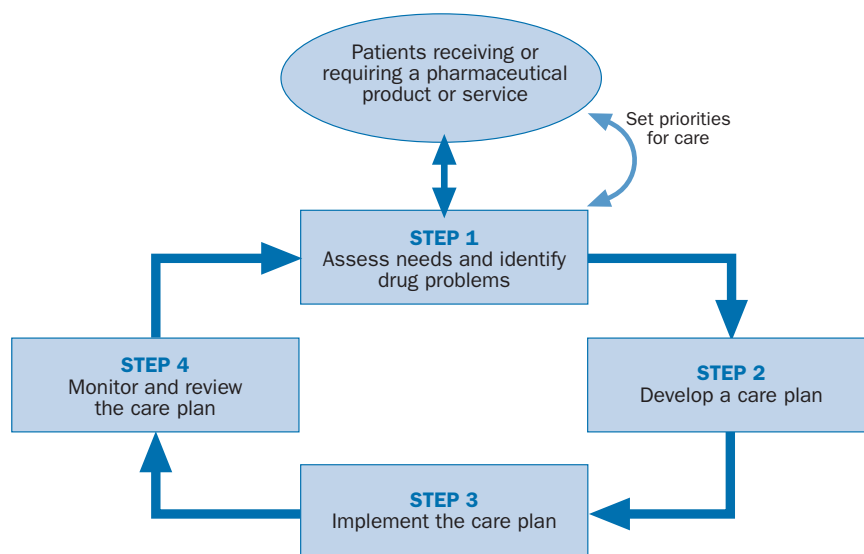 Patients receiving or
requiring a pharmaceutical
product or service
Set priorities
for care
STEP 1
Assess needs and identify
drug problems
STEP 4
Monitor and review
the care plan
STEP 2
Develop a care plan
STEP 3
Implement the care plan